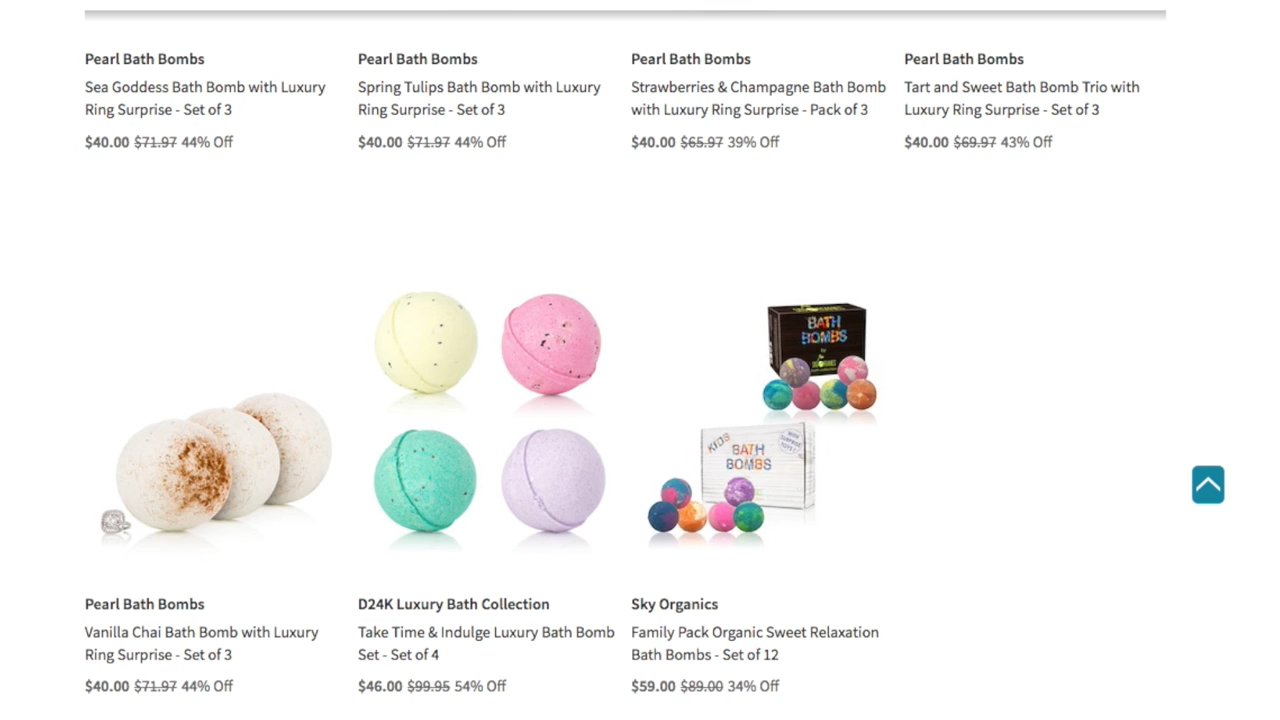 Pearl Bath Bombs
Sea Goddess Bath Bomb with Luxury
Ring Surprise - Set of 3
$40.00 $71.97 44% Off
Pearl Bath Bombs
Spring Tulips Bath Bomb with Luxury
Ring Surprise - Set of 3
$40.00 $71.97 44% Off
Pearl Bath Bombs
Strawberries & Champagne Bath Bomb
with Luxury Ring Surprise - Pack of 3
$40.00 $65.97 39% Off
Pearl Bath Bombs
Tart and Sweet Bath Bomb Trio with
Luxury Ring Surprise - Set of 3
$40.00 $69.97 43% Off
BATH
BOMBS
KIDS
BATH
BOMBS
Pearl Bath Bombs
Vanilla Chai Bath Bomb with Luxury
Ring Surprise - Set of 3
$40.00 $71.97 44% Off
D24K Luxury Bath Collection
Take Time & Indulge Luxury Bath Bomb
Set - Set of 4
$46.00 $99.95 54% Off
Sky Organics
Family Pack Organic Sweet Relaxation
Bath Bombs - Set of 12
$59.00 $89.00 34% Off